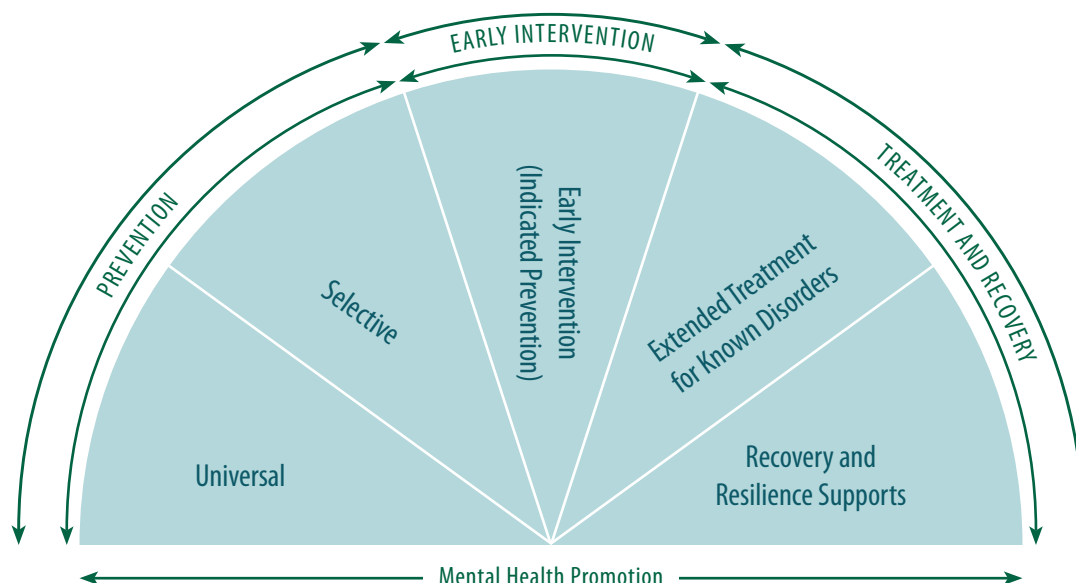 EARLY INTERVENTION
PREVENTION
TREATMENT AND RECOVERY
Universal
Selective
Early Intervention
(Indicated Prevention)
Extended Treatment
for Known Disorders
Recovery and
Resilience Supports
Mental Health Promotion